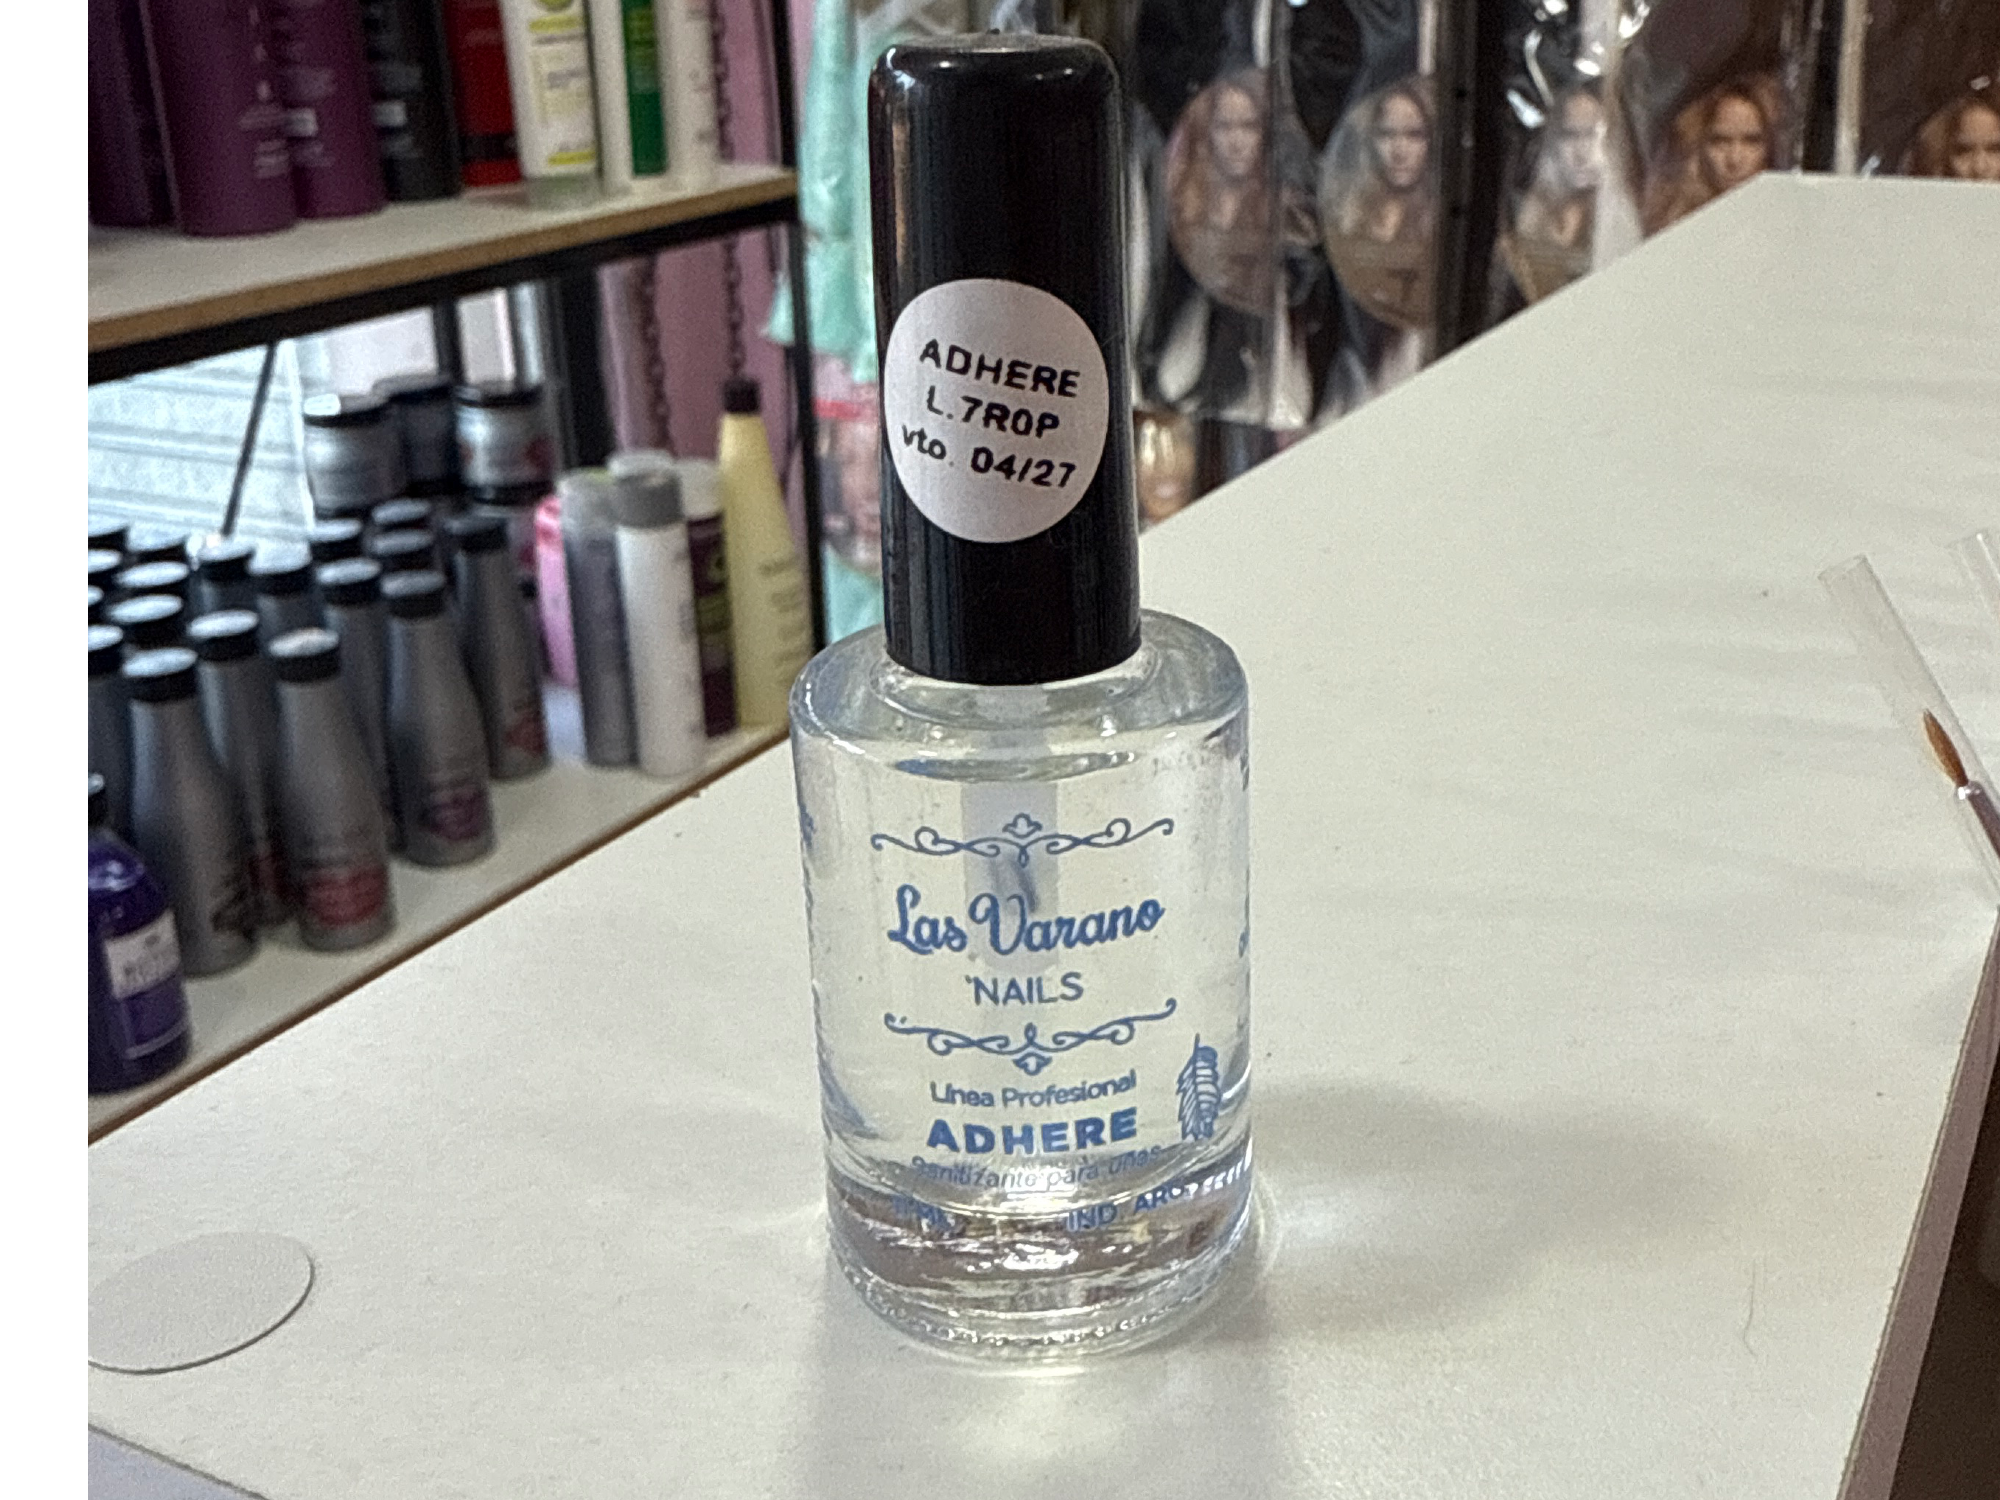 ADHERE
L.7R0P
vto. 04/27
Las Varano
NAILS
Línea Profesional
ADHERE
Sanitizante para uñas
IND. ARG